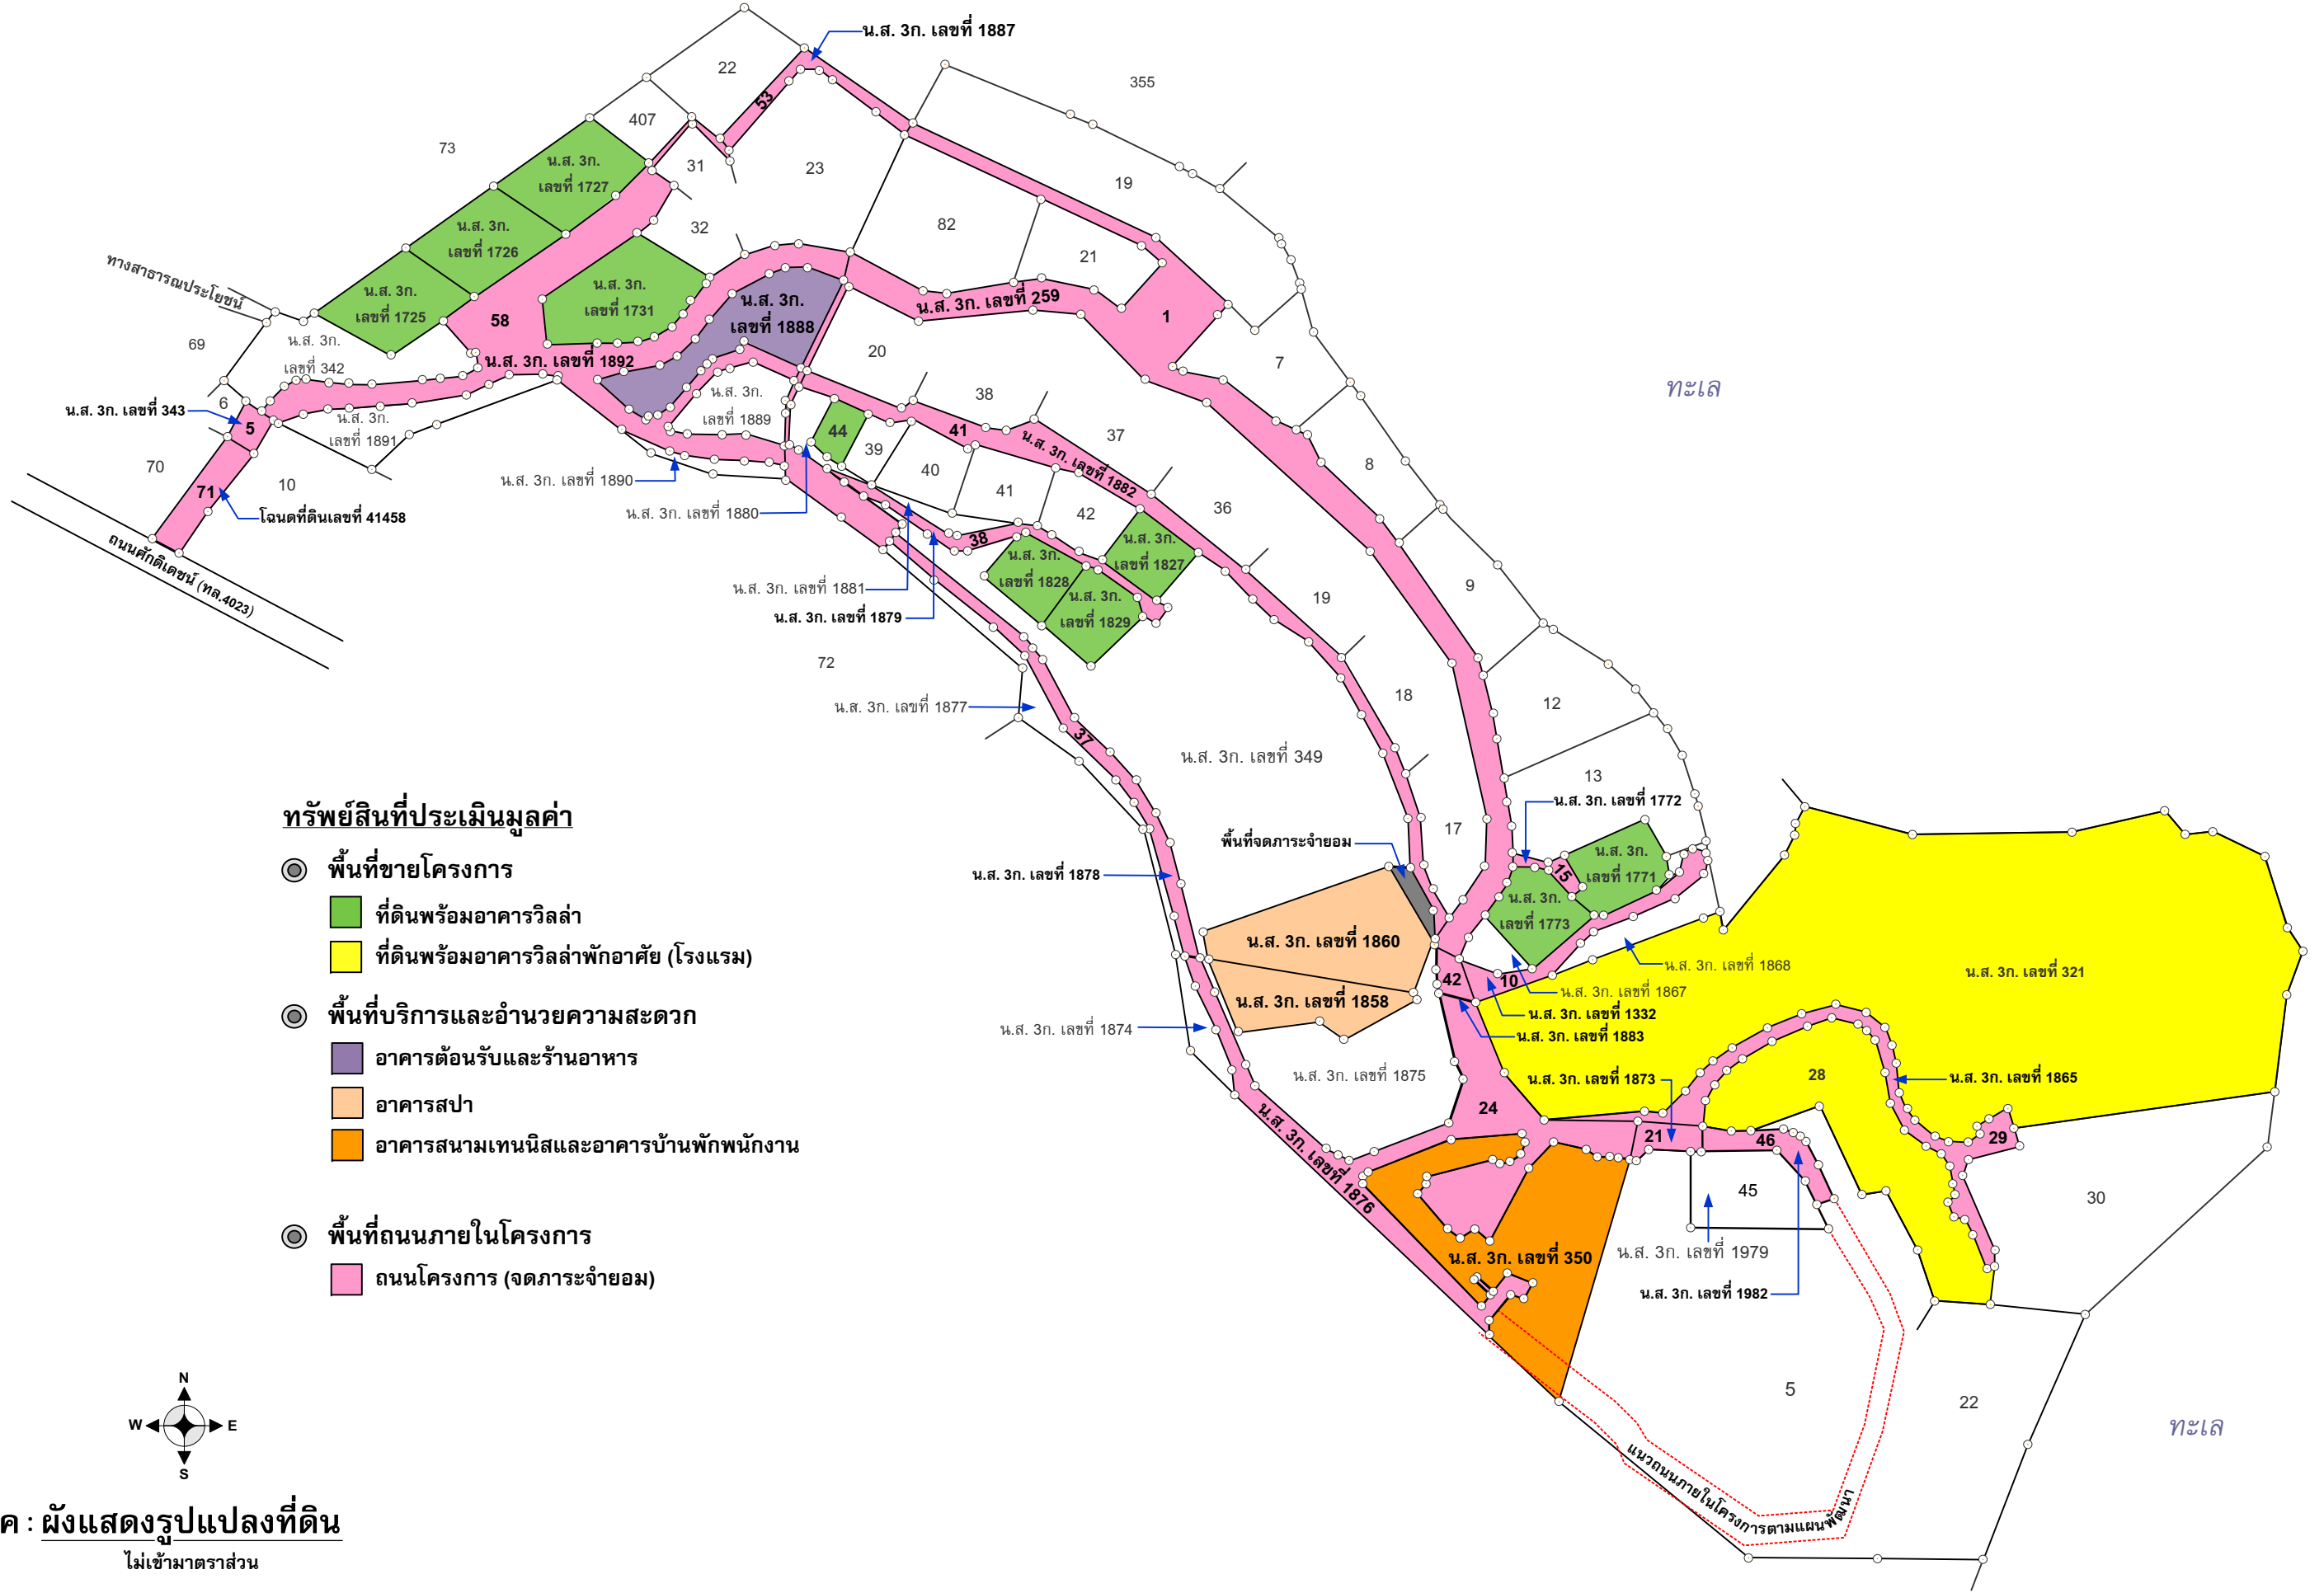 น.ส. 3ก. เลขที่ 1887
22
355
53
407
73
31
23
19
น.ส. 3ก.
เลขที่ 1727
น.ส. 3ก.
เลขที่ 1726
32
82
21
ทางสาธารณประโยชน์
น.ส. 3ก.
เลขที่ 1725
น.ส. 3ก.
เลขที่ 1731
น.ส. 3ก.
เลขที่ 1888
น.ส. 3ก. เลขที่ 259
1
58
69
น.ส. 3ก.
เลขที่ 342
น.ส. 3ก. เลขที่ 1892
20
7
ทะเล
6
น.ส. 3ก. เลขที่ 343
5
น.ส. 3ก.
เลขที่ 1891
น.ส. 3ก.
เลขที่ 1889
38
44
39
41
37
น.ส. 3ก. เลขที่ 1882
70
10
71
โฉนดที่ดินเลขที่ 41458
น.ส. 3ก. เลขที่ 1890
น.ส. 3ก. เลขที่ 1880
40
41
42
36
8
ถนนศักดิเดชน์ (ทล.4023)
38
น.ส. 3ก.
เลขที่ 1827
น.ส. 3ก.
เลขที่ 1828
น.ส. 3ก.
เลขที่ 1829
9
น.ส. 3ก. เลขที่ 1881
น.ส. 3ก. เลขที่ 1879
19
72
18
12
น.ส. 3ก. เลขที่ 1877
37
น.ส. 3ก. เลขที่ 349
13
น.ส. 3ก. เลขที่ 1772
17
พื้นที่จดภาระจำยอม
น.ส. 3ก.
เลขที่ 1771
15
น.ส. 3ก. เลขที่ 1878
น.ส. 3ก.
เลขที่ 1773
น.ส. 3ก. เลขที่ 1860
น.ส. 3ก. เลขที่ 1868
น.ส. 3ก. เลขที่ 321
42
10
น.ส. 3ก. เลขที่ 1867
น.ส. 3ก. เลขที่ 1858
น.ส. 3ก. เลขที่ 1332
น.ส. 3ก. เลขที่ 1874
น.ส. 3ก. เลขที่ 1883
น.ส. 3ก. เลขที่ 1875
น.ส. 3ก. เลขที่ 1873
28
น.ส. 3ก. เลขที่ 1865
24
21
46
29
น.ส. 3ก. เลขที่ 1876
45
30
น.ส. 3ก. เลขที่ 350
น.ส. 3ก. เลขที่ 1979
น.ส. 3ก. เลขที่ 1982
5
22
ทะเล
แนวถนนภายในโครงการตามแผนพัฒนา
ทรัพย์สินที่ประเมินมูลค่า
พื้นที่ขายโครงการ
ที่ดินพร้อมอาคารวิลล่า
ที่ดินพร้อมอาคารวิลล่าพักอาศัย (โรงแรม)
พื้นที่บริการและอำนวยความสะดวก
อาคารต้อนรับและร้านอาหาร
อาคารสปา
อาคารสนามเทนนิสและอาคารบ้านพักพนักงาน
พื้นที่ถนนภายในโครงการ
ถนนโครงการ (จดภาระจำยอม)
N
W
E
S
ค : ผังแสดงรูปแปลงที่ดิน
ไม่เข้ามาตราส่วน